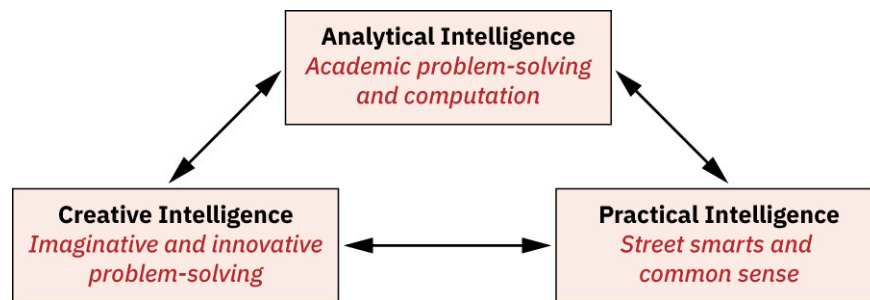 Analytical Intelligence
Academic problem-solving
and computation
Creative Intelligence
Imaginative and innovative
problem-solving
Practical Intelligence
Street smarts and
common sense